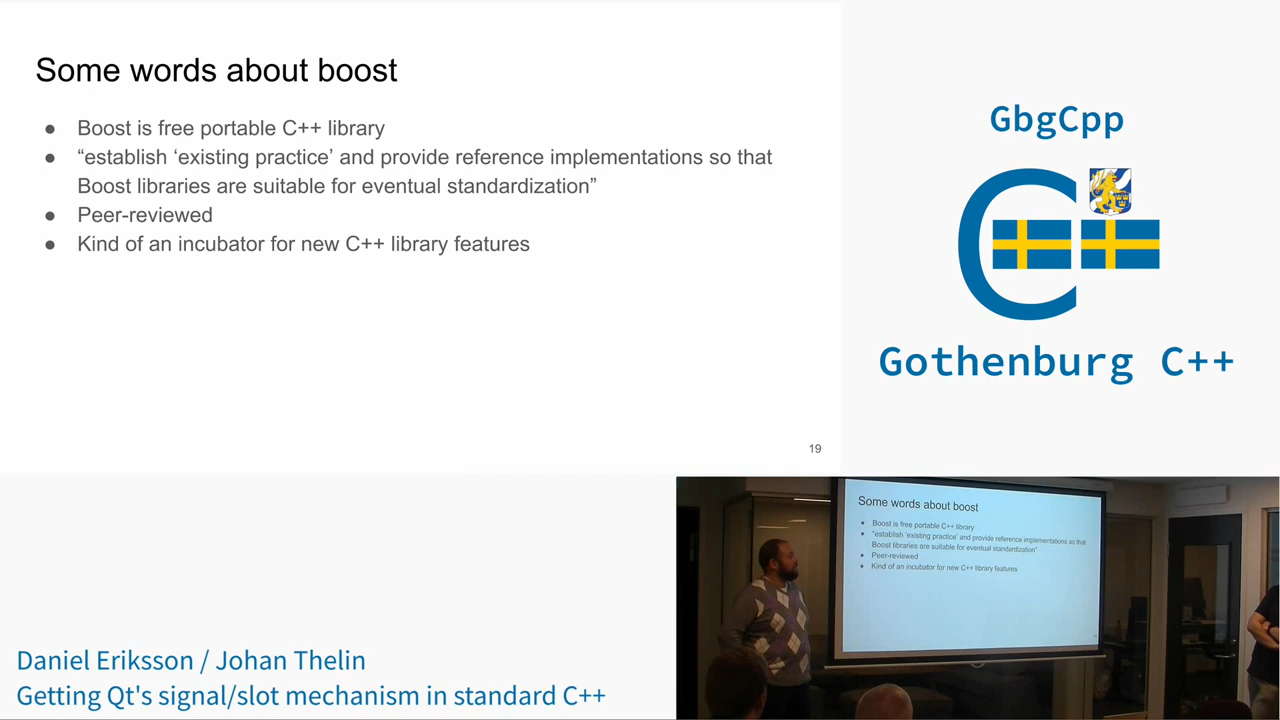 Some words about boost
● Boost is free portable C++ library
● “establish ‘existing practice’ and provide reference implementations so that
Boost libraries are suitable for eventual standardization”
● Peer-reviewed
● Kind of an incubator for new C++ library features
19
GbgCpp
C
Gothenburg C++
Some words about boost
● Boost is free portable C++ library
● “establish ‘existing practice’ and provide reference implementations so that
Boost libraries are suitable for eventual standardization”
● Peer-reviewed
● Kind of an incubator for new C++ library features
Daniel Eriksson / Johan Thelin
Getting Qt's signal/slot mechanism in standard C++